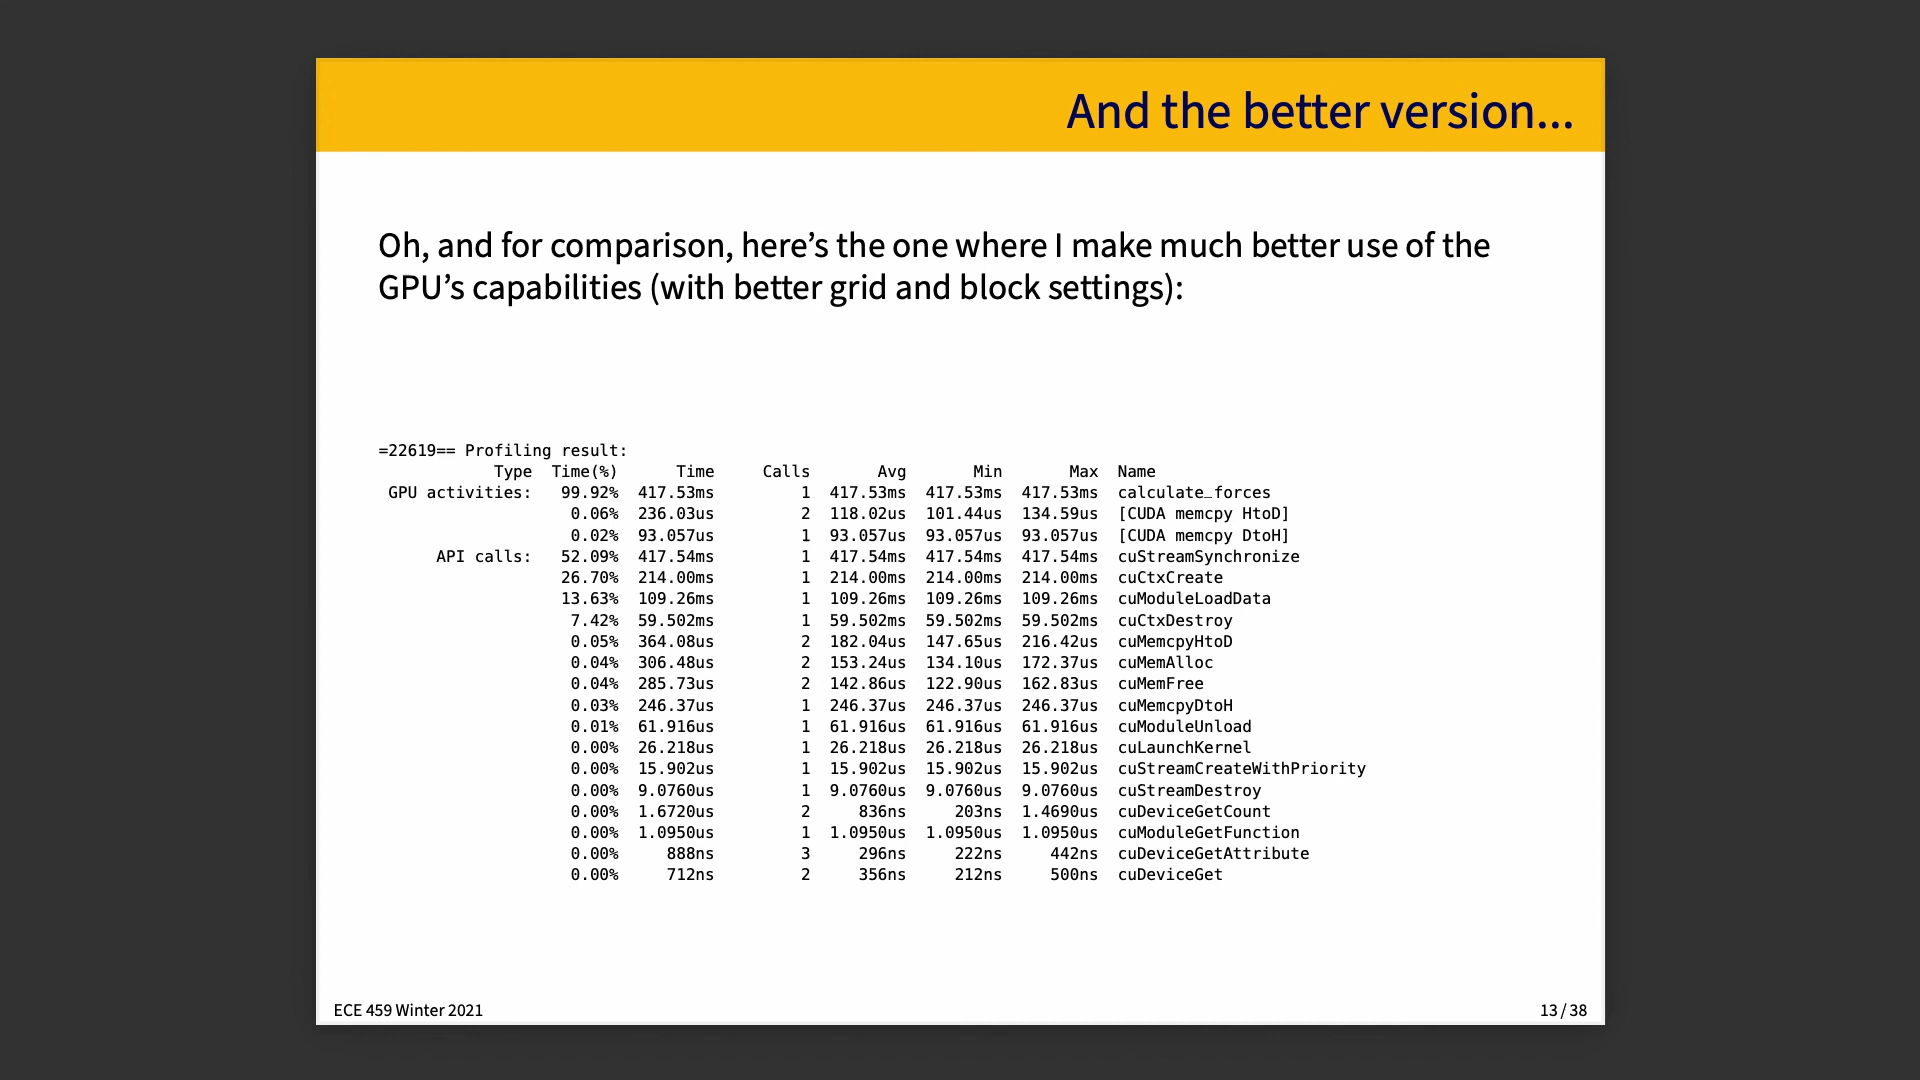 And the better version...
Oh, and for comparison, here’s the one where I make much better use of the
GPU’s capabilities (with better grid and block settings):
=22619== Profiling result:
Type Time(%) Time Calls Avg Min Max Name
GPU activities: 99.92% 417.53ms 1 417.53ms 417.53ms 417.53ms calculate_forces
0.06% 236.03us 2 118.02us 101.44us 134.59us [CUDA memcpy HtoD]
0.02% 93.057us 1 93.057us 93.057us 93.057us [CUDA memcpy DtoH]
API calls: 52.09% 417.54ms 1 417.54ms 417.54ms 417.54ms cuStreamSynchronize
26.70% 214.00ms 1 214.00ms 214.00ms 214.00ms cuCtxCreate
13.63% 109.26ms 1 109.26ms 109.26ms 109.26ms cuModuleLoadData
7.42% 59.502ms 1 59.502ms 59.502ms 59.502ms cuCtxDestroy
0.05% 364.08us 2 182.04us 147.65us 216.42us cuMemcpyHtoD
0.04% 306.48us 2 153.24us 134.10us 172.37us cuMemAlloc
0.04% 285.73us 2 142.86us 122.90us 162.83us cuMemFree
0.03% 246.37us 1 246.37us 246.37us 246.37us cuMemcpyDtoH
0.01% 61.916us 1 61.916us 61.916us 61.916us cuModuleUnload
0.00% 26.218us 1 26.218us 26.218us 26.218us cuLaunchKernel
0.00% 15.902us 1 15.902us 15.902us 15.902us cuStreamCreateWithPriority
0.00% 9.0760us 1 9.0760us 9.0760us 9.0760us cuStreamDestroy
0.00% 1.6720us 2 836ns 203ns 1.4690us cuDeviceGetCount
0.00% 1.0950us 1 1.0950us 1.0950us 1.0950us cuModuleGetFunction
0.00% 888ns 3 296ns 222ns 442ns cuDeviceGetAttribute
0.00% 712ns 2 356ns 212ns 500ns cuDeviceGet
ECE 459 Winter 2021
13 / 38